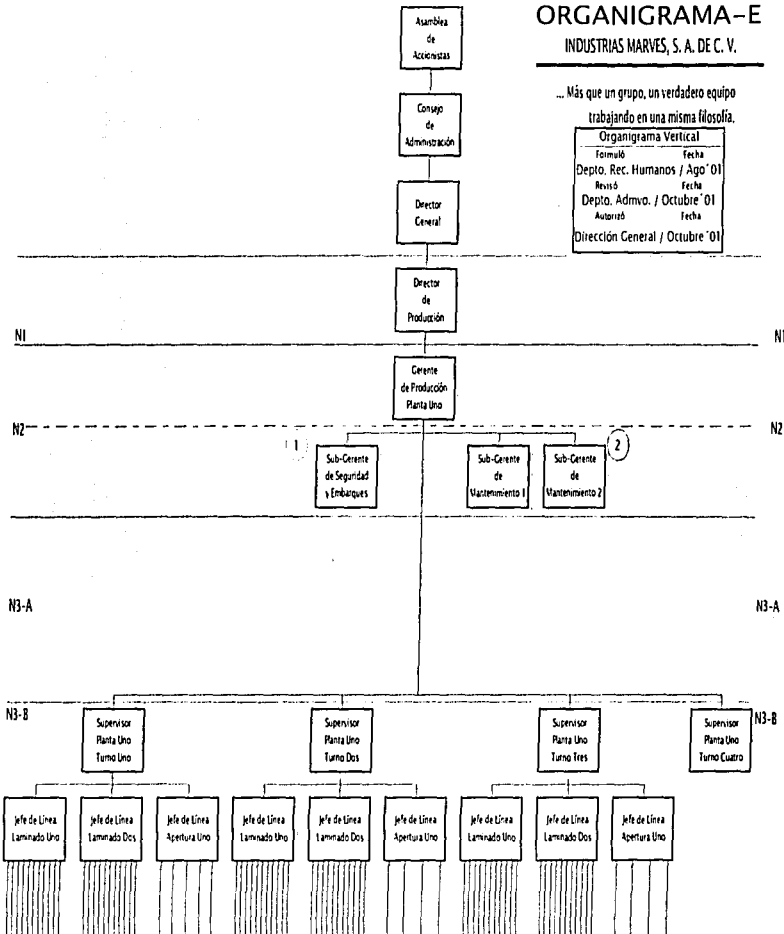 ORGANIGRAMA-E
INDUSTRIAS MARVES, S. A. DE C. V.
... Más que un grupo, un verdadero equipo
trabajando en una misma filosofía.
Organigrama Vertical
Formuló Fecha
Depto. Rec. Humanos / Ago´01
Revisó Fecha
Depto. Admvo. / Octubre´01
Autorizó Fecha
Dirección General / Octubre´01
Asamblea
de
Accionistas
Consejo
de
Administración
Director
General
Director
de
Producción
N1
N1
Gerente
de Producción
Planta Uno
N2
N2
1
Sub-Gerente
de Seguridad
y Embarques
Sub-Gerente
de
Mantenimiento 1
Sub-Gerente
de
Mantenimiento 2
2
N3-A
N3-A
N3-B
N3-B
Supervisor
Planta Uno
Turno Uno
Supervisor
Planta Uno
Turno Dos
Supervisor
Planta Uno
Turno Tres
Supervisor
Planta Uno
Turno Cuatro
Jefe de Línea
Laminado Uno
Jefe de Línea
Laminado Dos
Jefe de Línea
Apertura Uno
Jefe de Línea
Laminado Uno
Jefe de Línea
Laminado Dos
Jefe de Línea
Apertura Uno
Jefe de Línea
Laminado Uno
Jefe de Línea
Laminado Dos
Jefe de Línea
Apertura Uno